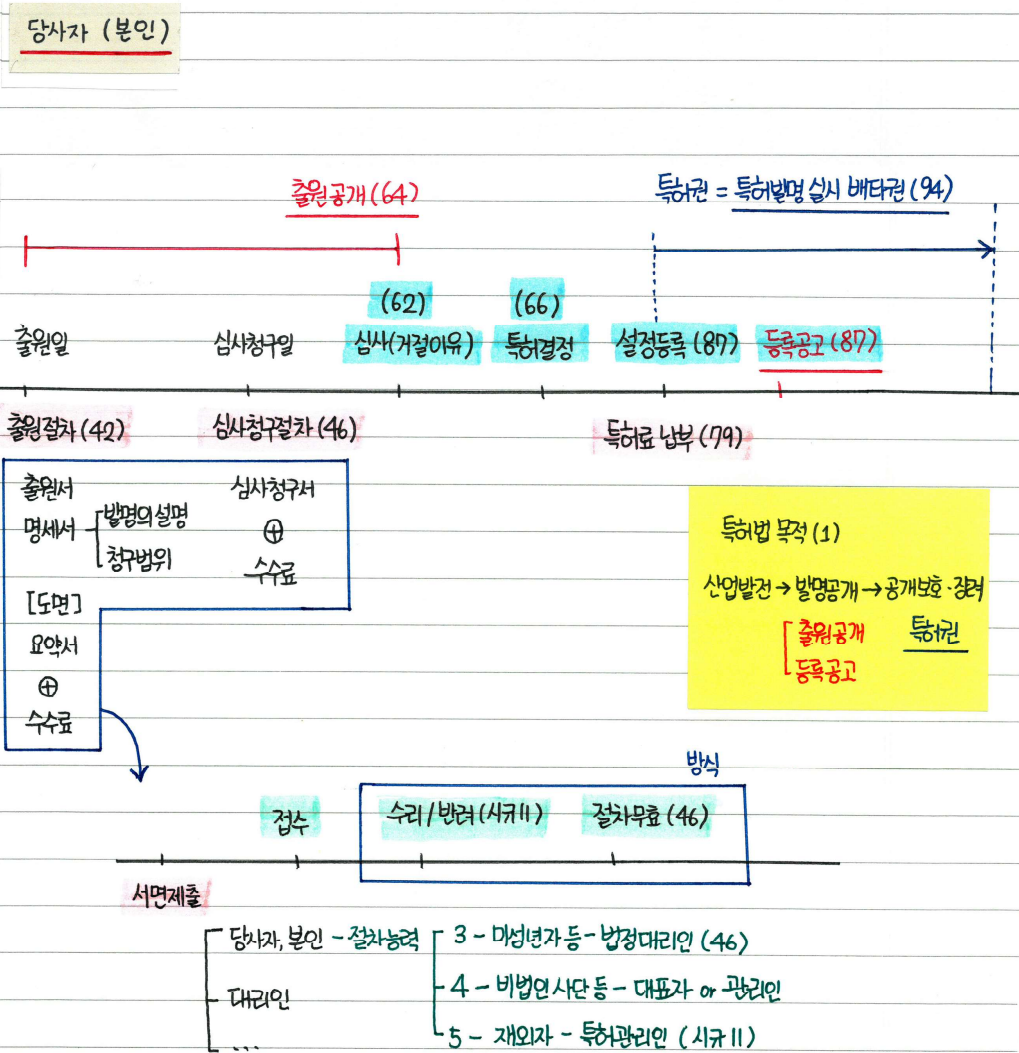 당사자 (본인)
출원공개 (64)
특허권 = 특허발명 실시 배타권 (94)
(62)
(66)
출원일
심사청구일
심사(거절이유)
특허결정
설정등록 (87)
등록공고 (87)
출원절차 (42)
심사청구절차 (46)
특허료 납부 (79)
출원서
심사청구서
명세서
발명의 설명
청구범위
⊕
수수료
[도면]
요약서
⊕
수수료
특허법 목적 (1)
산업발전 → 발명공개 → 공개보호·장려
출원공개
특허권
등록공고
방식
접수
수리 / 반려 (시규11)
절차무효 (46)
서면제출
당사자, 본인 - 절차능력
3 - 미성년자 등 - 법정대리인 (46)
4 - 비법인 사단 등 - 대표자 or 관리인
대리인
5 - 재외자 - 특허관리인 (시규11)
...